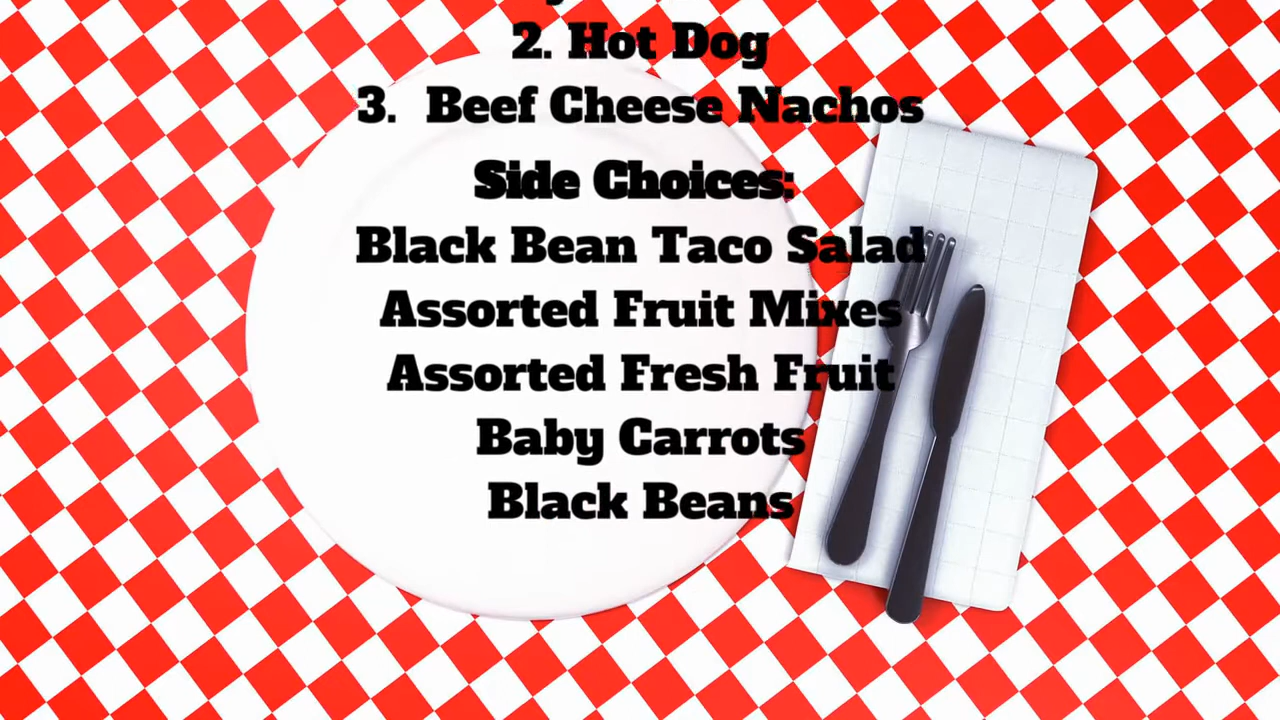 2. Hot Dog
3. Beef Cheese Nachos
Side Choices:
Black Bean Taco Salad
Assorted Fruit Mixes
Assorted Fresh Fruit
Baby Carrots
Black Beans